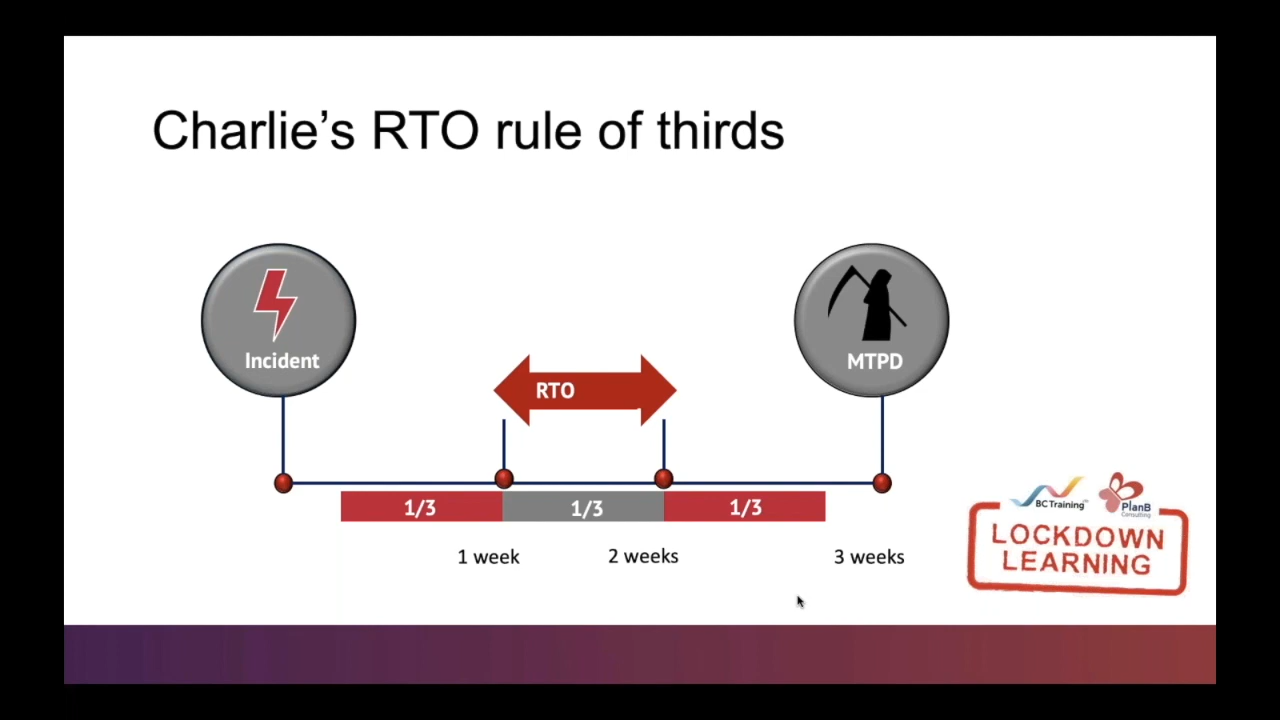 Charlie's RTO rule of thirds
Incident
MTPD
RTO
1/3
1/3
1/3
1 week
2 weeks
3 weeks
BC Training
PlanB
Consulting
LOCKDOWN
LEARNING